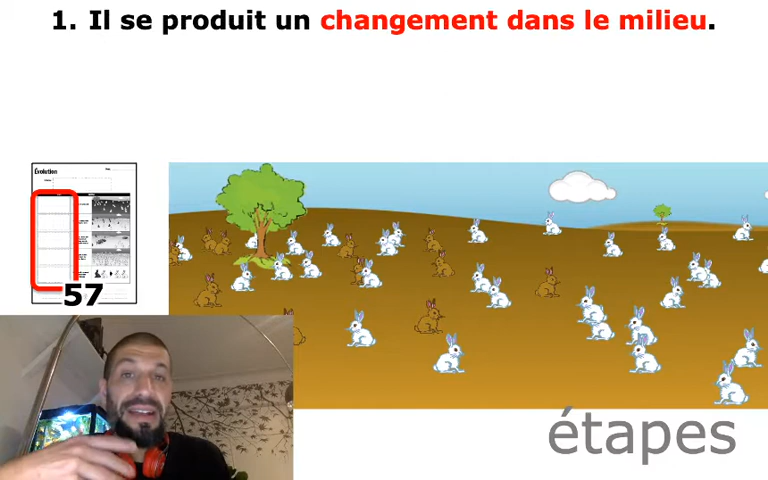 1. Il se produit un changement dans le milieu.
Évolution
57
étapes